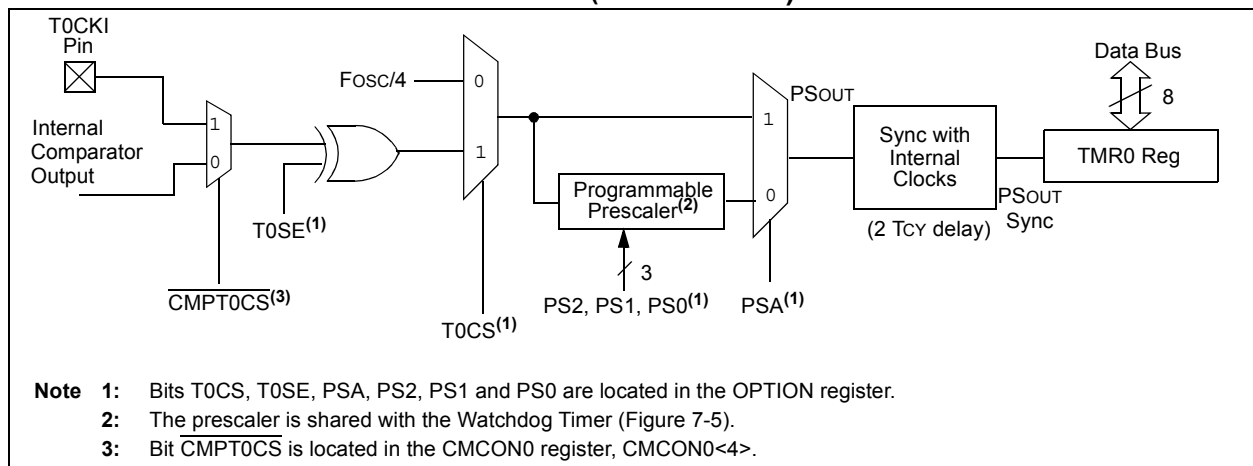 T0CKI
Pin
Internal
Comparator
Output
1
0
T0SE(1)
CMPT0CS(3)
FOSC/4
0
1
T0CS(1)
Programmable
Prescaler(2)
3
PS2, PS1, PS0(1)
1
0
PSA(1)
PSOUT
Sync with
Internal
Clocks
(2 TCY delay)
PSOUT
Sync
Data Bus
8
TMR0 Reg
Note 1: Bits T0CS, T0SE, PSA, PS2, PS1 and PS0 are located in the OPTION register.
2: The prescaler is shared with the Watchdog Timer (Figure 7-5).
3: Bit CMPT0CS is located in the CMCON0 register, CMCON0<4>.